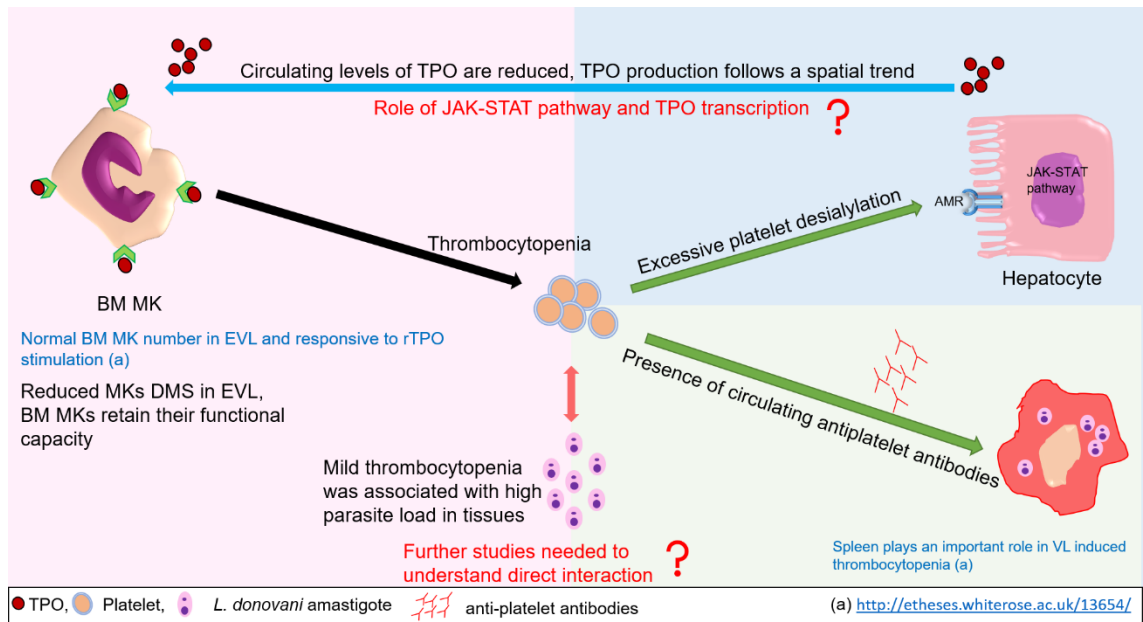 Circulating levels of TPO are reduced, TPO production follows a spatial trend
Role of JAK-STAT pathway and TPO transcription ?
JAK-STAT
pathway
AMR
Hepatocyte
Excessive platelet desialylation
Thrombocytopenia
BM MK
Normal BM MK number in EVL and responsive to rTPO
stimulation (a)
Reduced MKs DMS in EVL,
BM MKs retain their functional
capacity
Presence of circulating antiplatelet antibodies
Mild thrombocytopenia
was associated with high
parasite load in tissues
Further studies needed to
understand direct interaction ?
Spleen plays an important role in VL induced
thrombocytopenia (a)
TPO, Platelet, L. donovani amastigote anti-platelet antibodies (a) http://etheses.whiterose.ac.uk/13654/